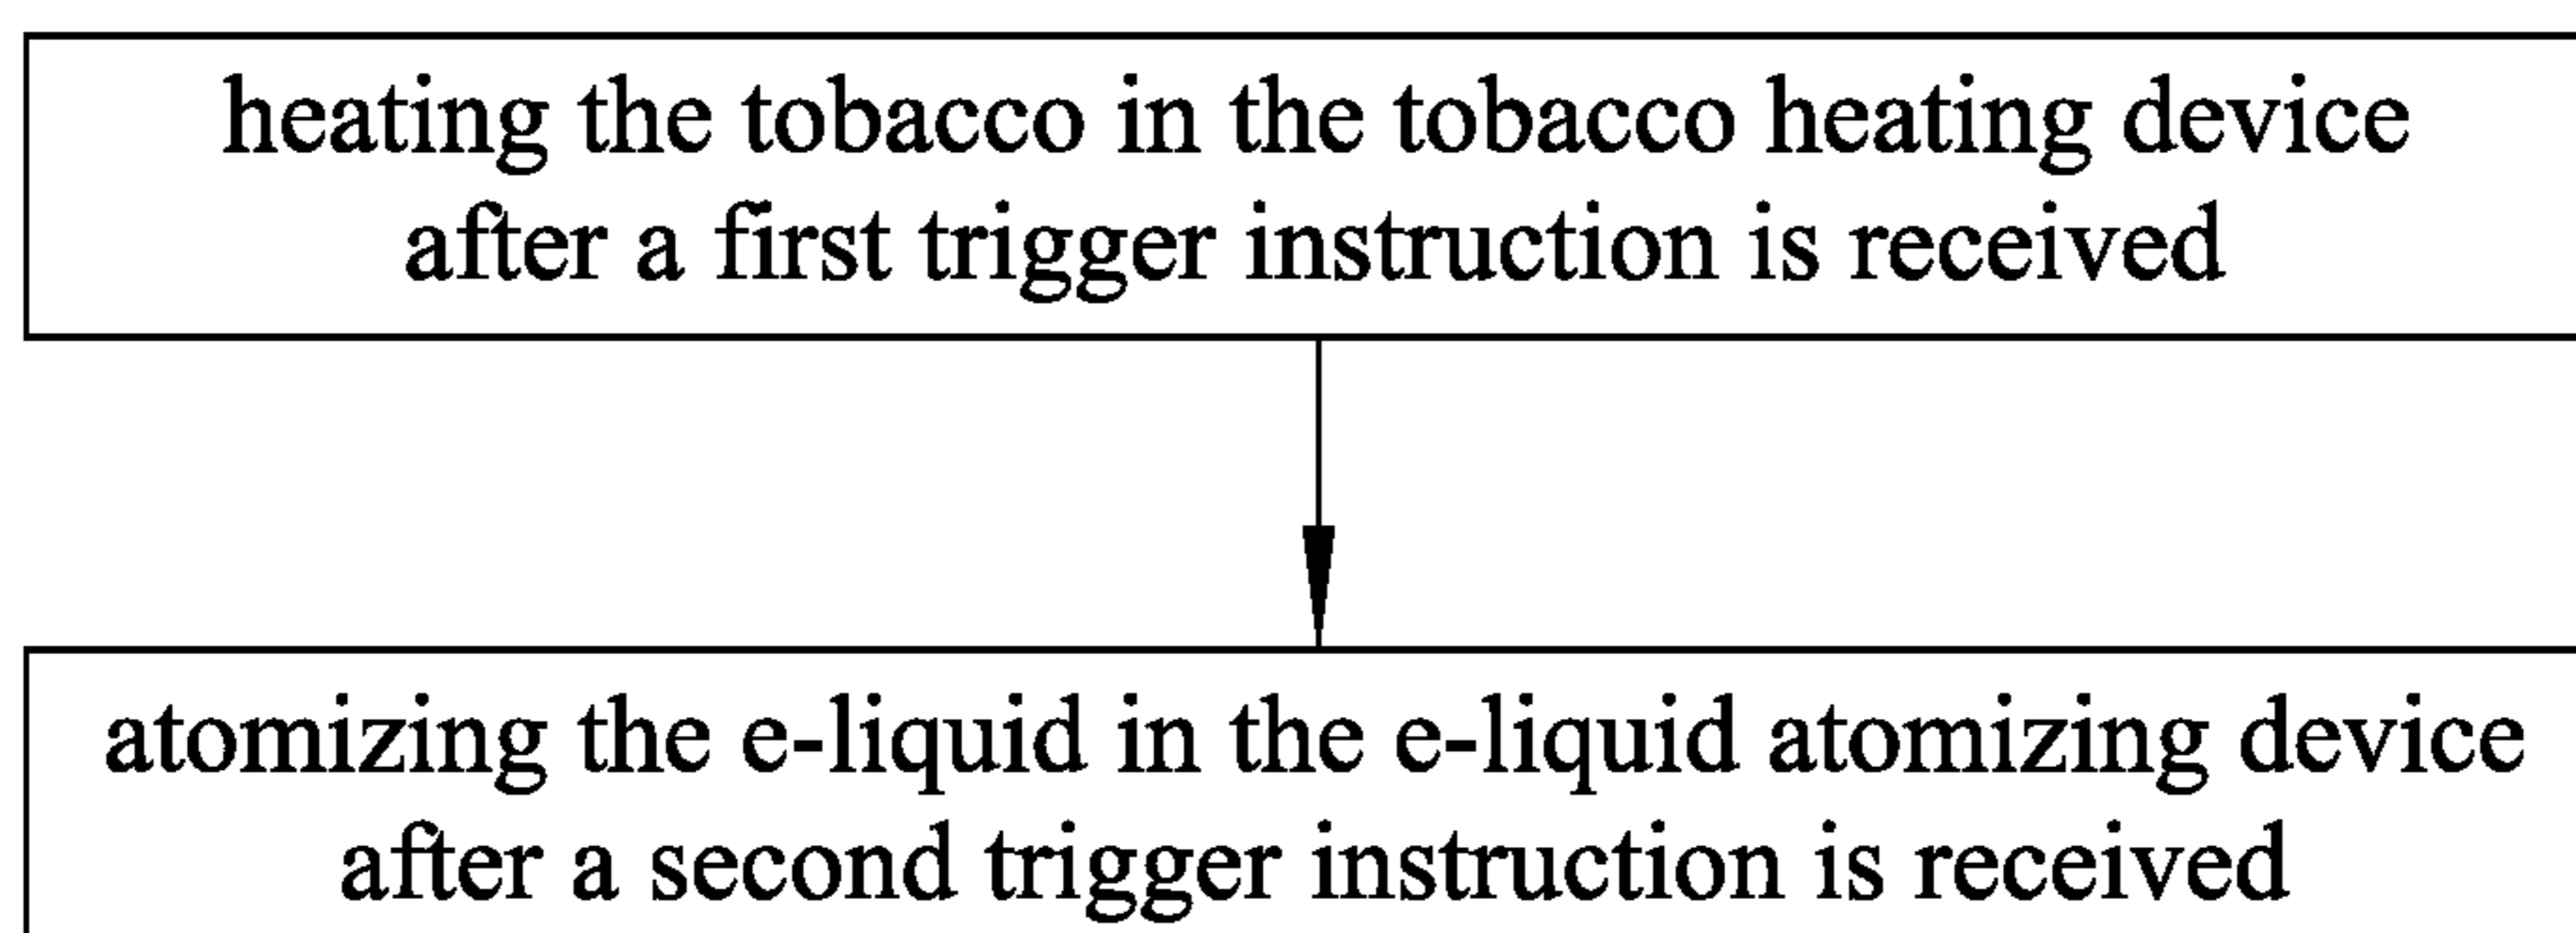 heating the tobacco in the tobacco heating device
after a first trigger instruction is received
atomizing the e-liquid in the e-liquid atomizing device
after a second trigger instruction is received